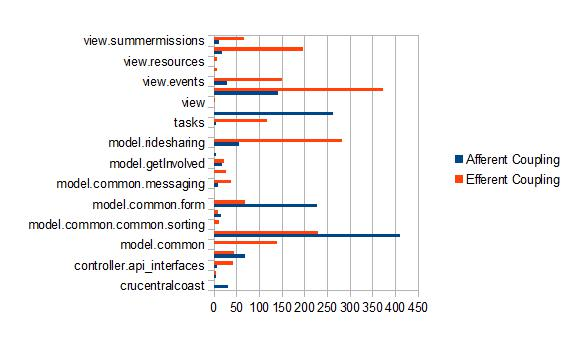 view.summermissions
view.resources
view.events
view
tasks
model.ridesharing
model.getInvolved
model.common.messaging
model.common.form
model.common.common.sorting
model.common
controller.api_interfaces
crucentralcoast
0 50 100 150 200 250 300 350 400 450
Afferent Coupling
Efferent Coupling